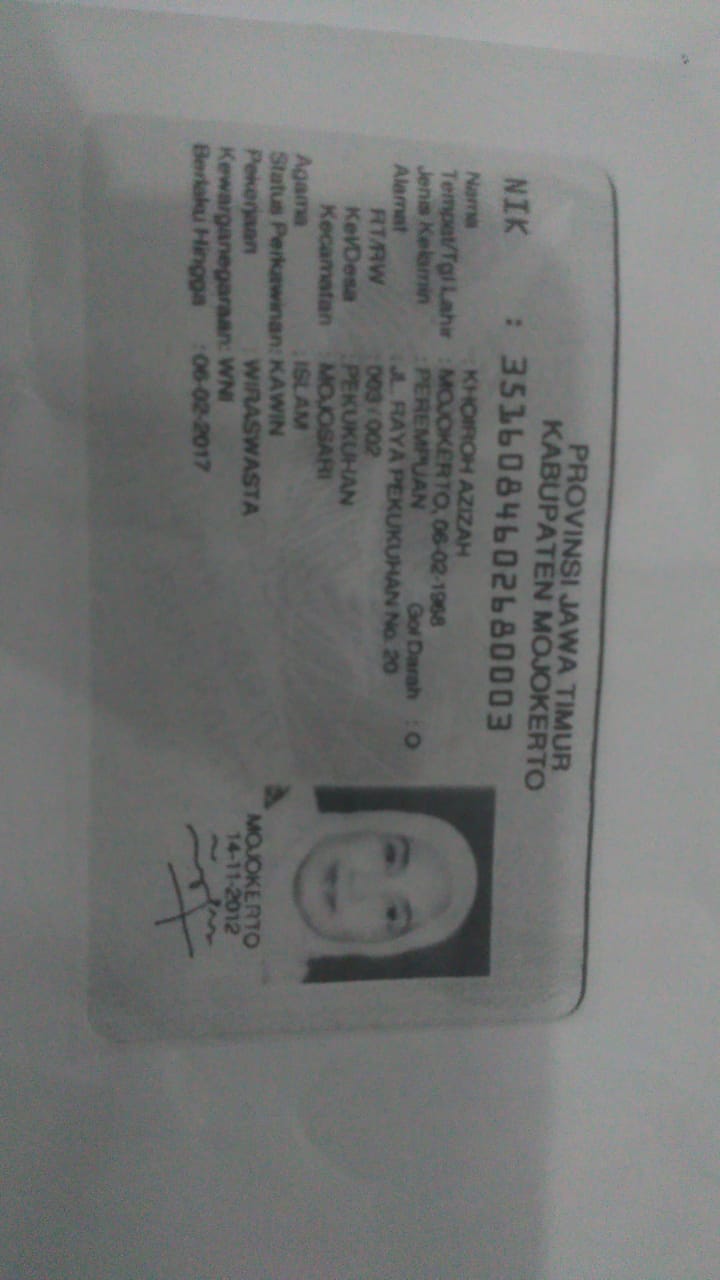 PROVINSI JAWA TIMUR
KABUPATEN MOJOKERTO
NIK : 3516084602680003
Nama : KHOIROH AZIZAH
Tempat/Tgl Lahir : MOJOKERTO, 06-02-1968
Jenis Kelamin : PEREMPUAN Gol Darah : O
Alamat : JL. RAYA PEKUKUHAN No. 20
RT/RW : 003 / 002
Kel/Desa : PEKUKUHAN
Kecamatan : MOJOSARI
Agama : ISLAM
Status Perkawinan : KAWIN
Pekerjaan : WIRASWASTA
Kewarganegaraan: WNI
Berlaku Hingga : 06-02-2017
MOJOKERTO
14-11-2012